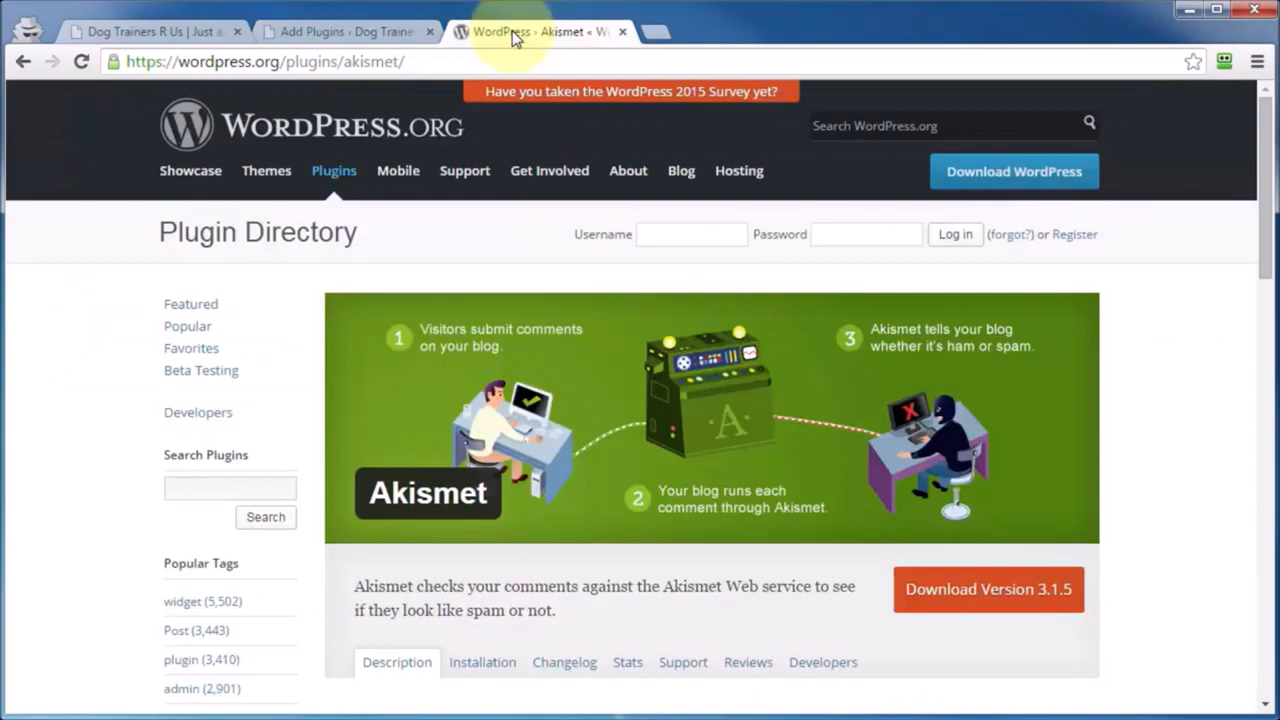 Dog Trainers R Us | Just a
Add Plugins ‹ Dog Traine
WordPress › Akismet « W
https://wordpress.org/plugins/akismet/
Have you taken the WordPress 2015 Survey yet?
WORDPRESS.ORG
Search WordPress.org
Showcase
Themes
Plugins
Mobile
Support
Get Involved
About
Blog
Hosting
Download WordPress
Plugin Directory
Username
Password
Log in
(forgot?) or Register
Featured
Popular
Favorites
Beta Testing
Developers
Search Plugins
Search
Popular Tags
widget (5,502)
Post (3,443)
plugin (3,410)
admin (2,901)
1
Visitors submit comments
on your blog.
A
2
Your blog runs each
comment through Akismet.
3
Akismet tells your blog
whether it's ham or spam.
Akismet
Akismet checks your comments against the Akismet Web service to see
if they look like spam or not.
Download Version 3.1.5
Description
Installation
Changelog
Stats
Support
Reviews
Developers